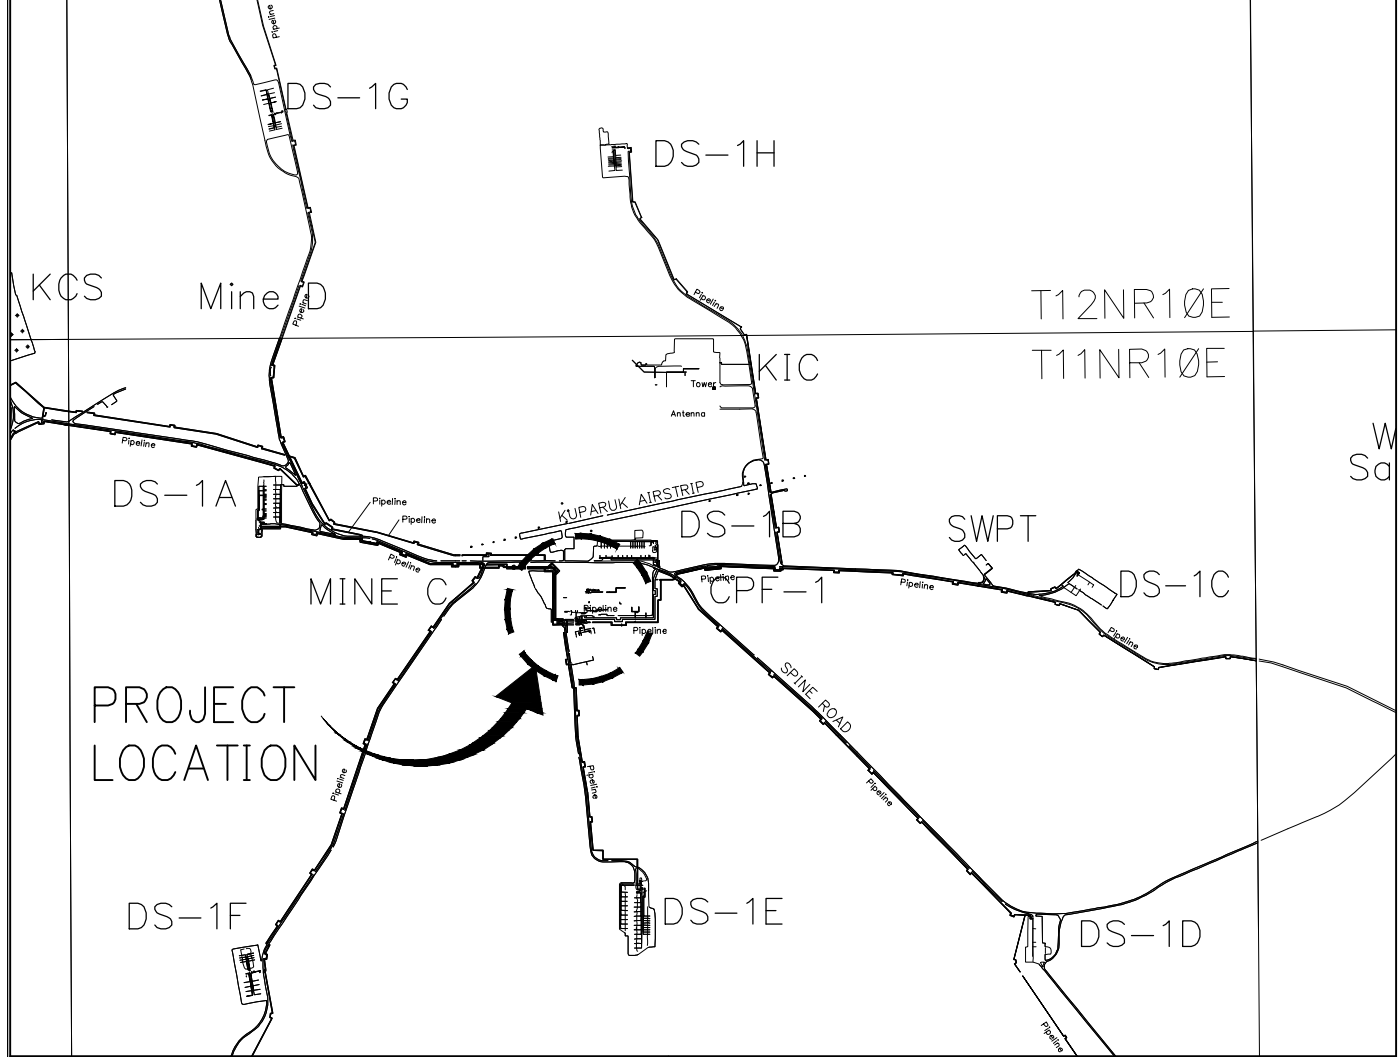 Pipeline
DS-1G
DS-1H
KCS
Mine D
Pipeline
Pipeline
T12NR10E
T11NR10E
KIC
Tower
Antenna
Pipeline
DS-1A
Pipeline
Pipeline
Pipeline
KUPARUK AIRSTRIP
DS-1B
SWPT
W
Sa
MINE C
Pipeline
CPF-1
Pipeline
DS-1C
Pipeline
Pipeline
Pipeline
PROJECT
LOCATION
SPINE ROAD
Pipeline
Pipeline
Pipeline
DS-1F
DS-1E
DS-1D
Pipeline